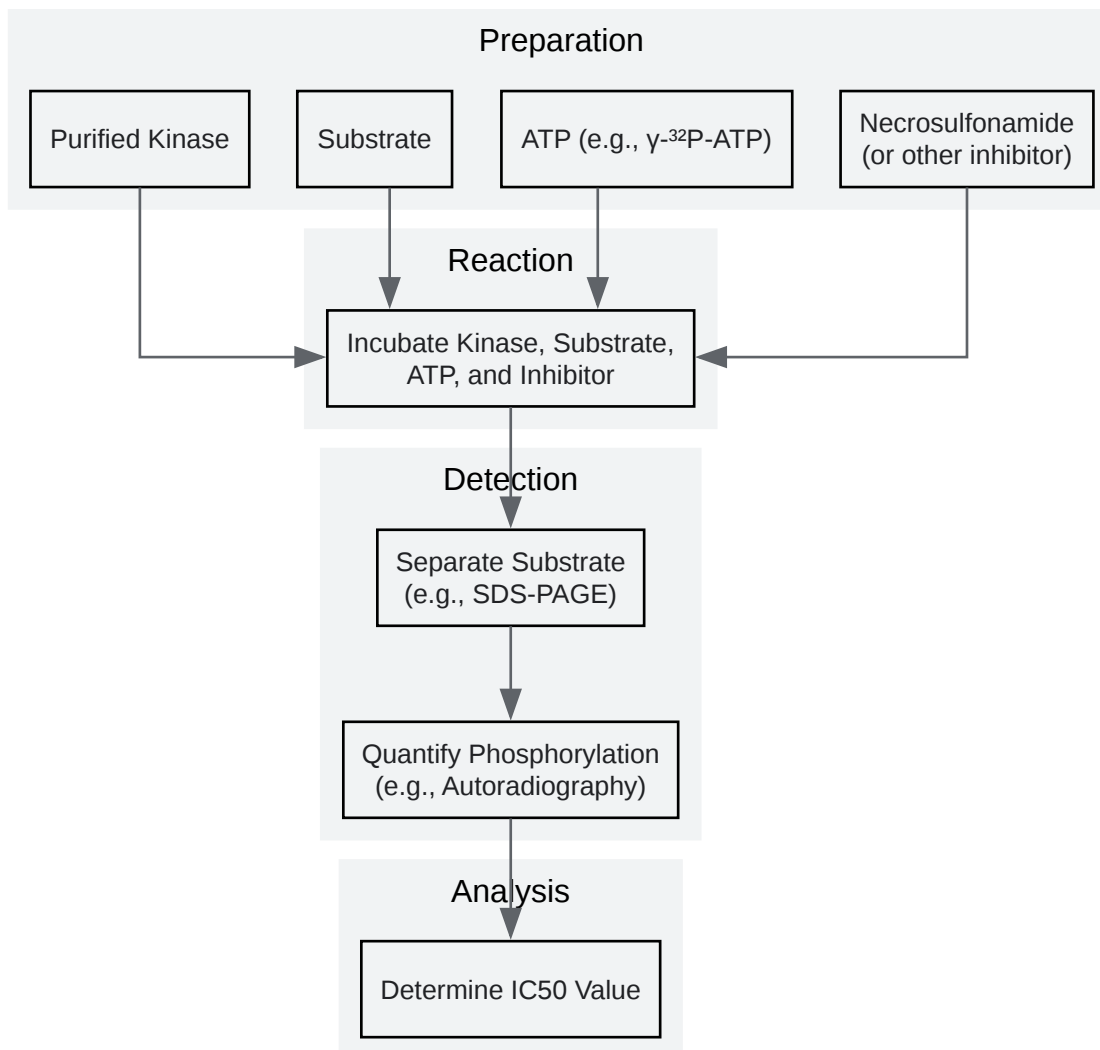 Preparation
Purified Kinase
Substrate
ATP (e.g., γ-³²P-ATP)
Necrosulfonamide
(or other inhibitor)
Reaction
Incubate Kinase, Substrate,
ATP, and Inhibitor
Detection
Separate Substrate
(e.g., SDS-PAGE)
Quantify Phosphorylation
(e.g., Autoradiography)
Analysis
Determine IC50 Value